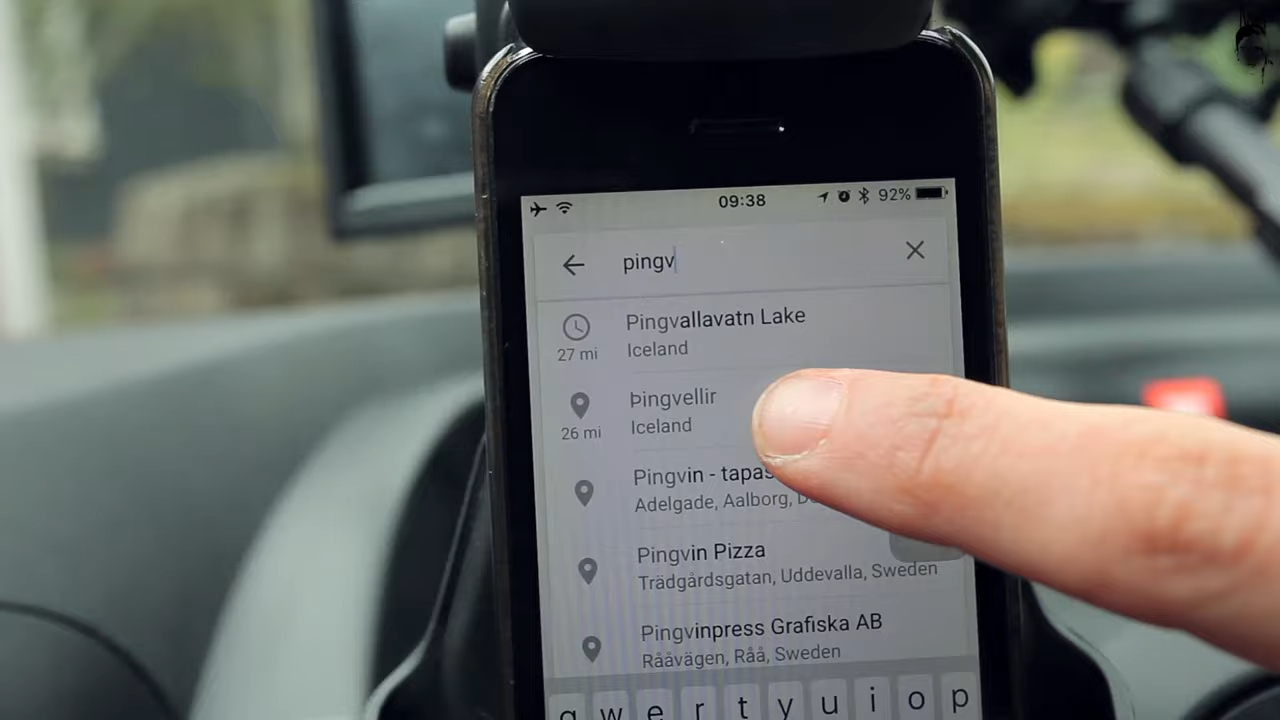 09:38
92%
pingv
Pingvallavatn Lake
27 mi
Iceland
Þingvellir
26 mi
Iceland
Pingvin - tapas
Adelgade, Aalborg,
Pingvin Pizza
Trädgårdsgatan, Uddevalla, Sweden
Pingvinpress Grafiska AB
Råävägen, Råå, Sweden
q w e r t y u i o p